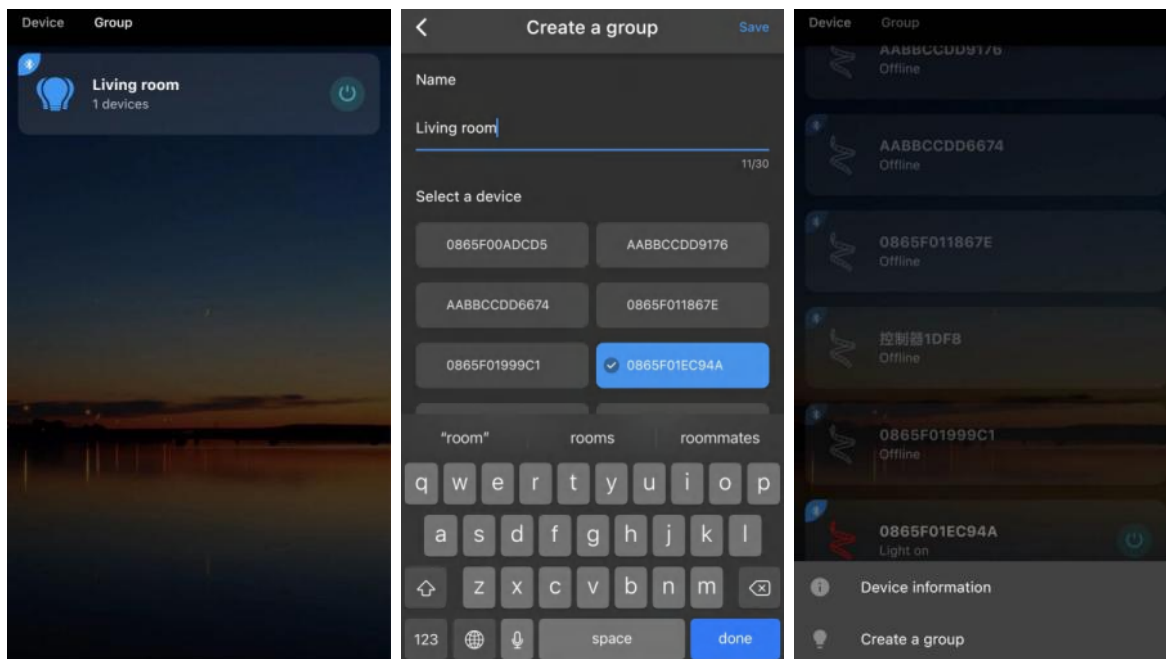 Device Group
Living room
1 devices
Create a group Save
Name
Living room
11/30
Select a device
0865F00ADCD5 AABBCCDD9176
AABBCCDD6674 0865F011867E
0865F01999C1 0865F01EC94A
“room” rooms roommates
q w e r t y u i o p
a s d f g h j k l
z x c v b n m
123 space done
Device Group
AABBCCDD9176
Offline
AABBCCDD6674
Offline
0865F011867E
Offline
控制器1DF8
Offline
0865F01999C1
Offline
0865F01EC94A
Light on
Device information
Create a group